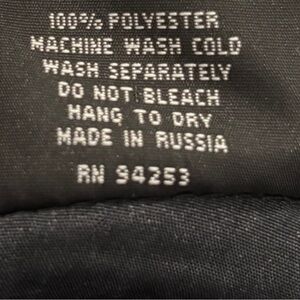 100% POLYESTER
MACHINE WASH COLD
WASH SEPARATELY
DO NOT BLEACH
HANG TO DRY
MADE IN RUSSIA
RN 94253